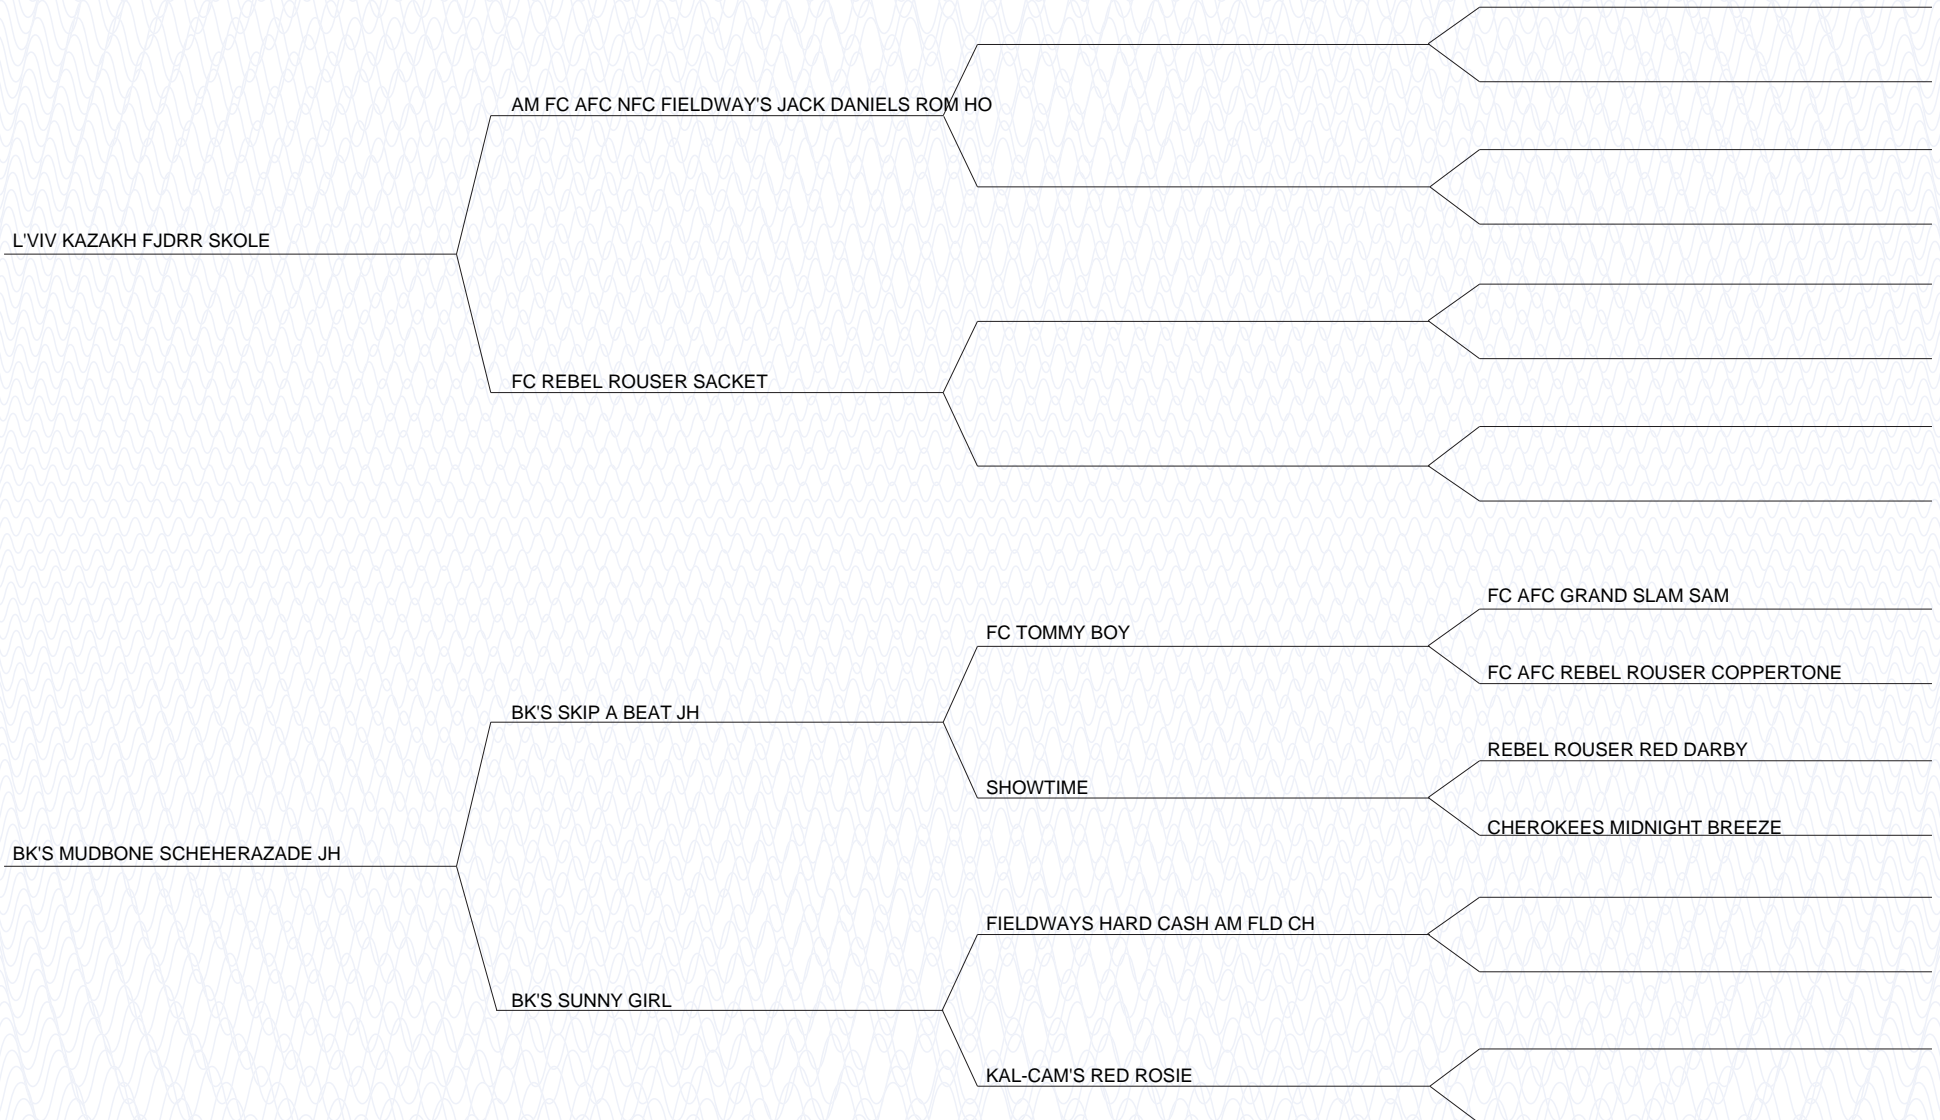 AM FC AFC NFC FIELDWAY'S JACK DANIELS ROM HO
L'VIV KAZAKH FJDRR SKOLE
FC REBEL ROUSER SACKET
FC AFC GRAND SLAM SAM
FC TOMMY BOY
FC AFC REBEL ROUSER COPPERTONE
BK'S SKIP A BEAT JH
REBEL ROUSER RED DARBY
SHOWTIME
CHEROKEES MIDNIGHT BREEZE
BK'S MUDBONE SCHEHERAZADE JH
FIELDWAYS HARD CASH AM FLD CH
BK'S SUNNY GIRL
KAL-CAM'S RED ROSIE